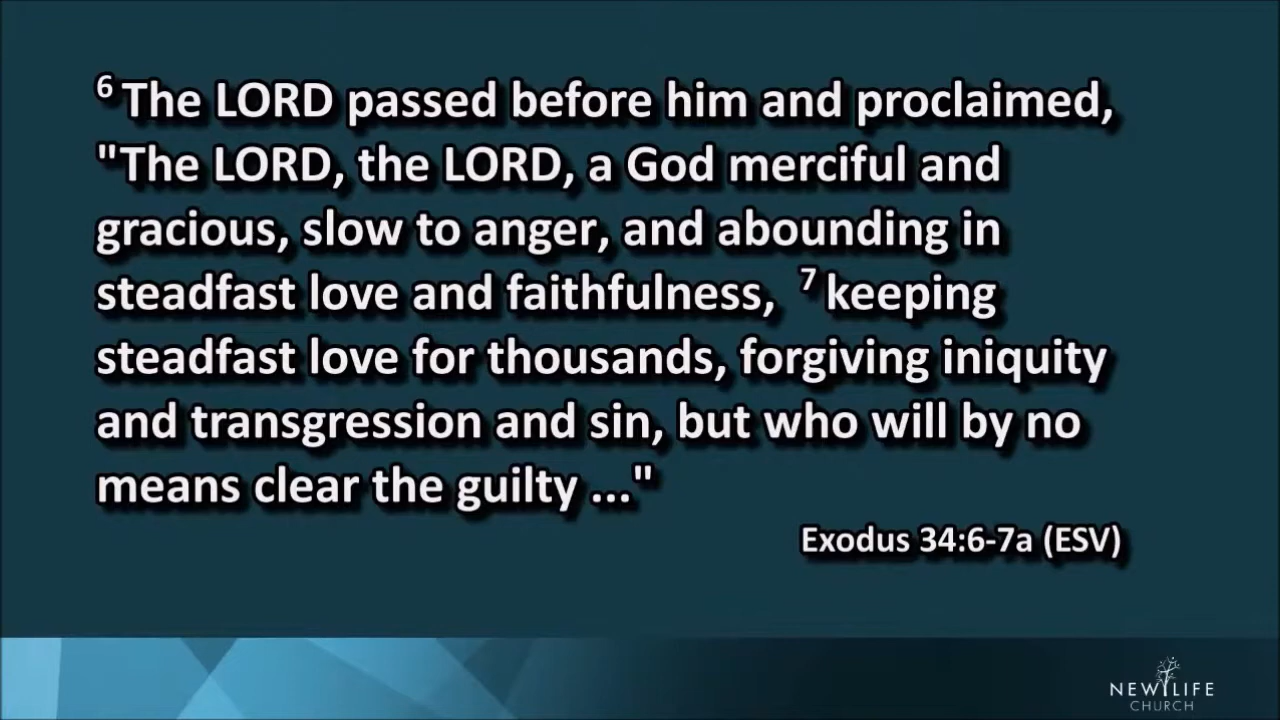 6 The LORD passed before him and proclaimed,
"The LORD, the LORD, a God merciful and
gracious, slow to anger, and abounding in
steadfast love and faithfulness, 7 keeping
steadfast love for thousands, forgiving iniquity
and transgression and sin, but who will by no
means clear the guilty ..."
Exodus 34:6-7a (ESV)
NEW LIFE
CHURCH